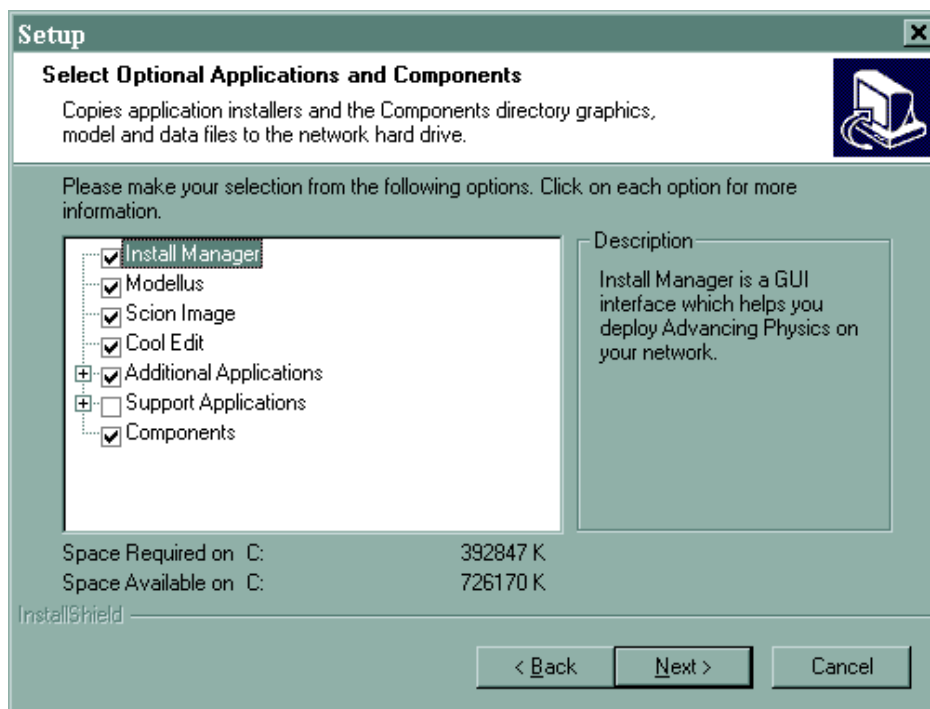 Setup
Select Optional Applications and Components
Copies application installers and the Components directory graphics,
model and data files to the network hard drive.
Please make your selection from the following options. Click on each option for more
information.
Install Manager
Modellus
Scion Image
Cool Edit
Additional Applications
Support Applications
Components
Description
Install Manager is a GUI
interface which helps you
deploy Advancing Physics on
your network.
Space Required on  C: 392847 K
Space Available on  C: 726170 K
InstallShield
< Back Next > Cancel